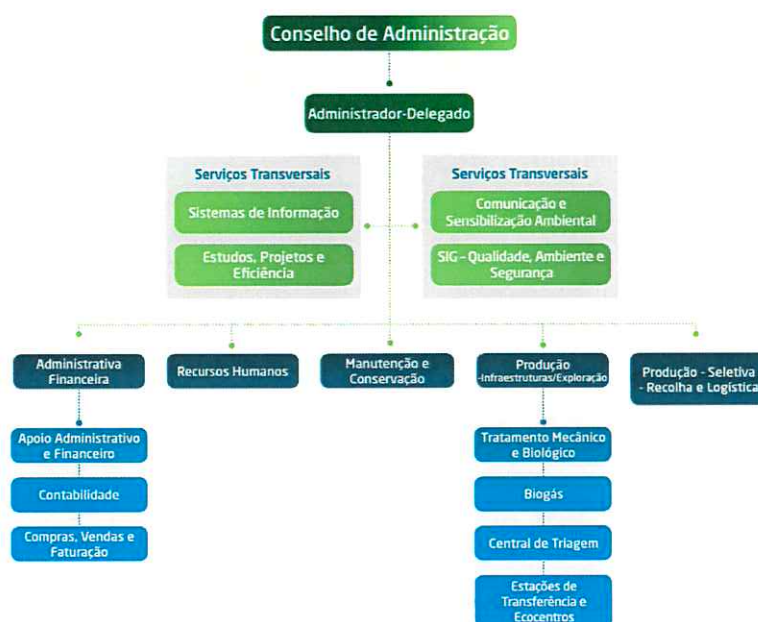 Conselho de Administração
Administrador-Delegado
Serviços Transversais
Sistemas de Informação
Estudos, Projetos e
Eficiência
Serviços Transversais
Comunicação e
Sensibilização Ambiental
SIG – Qualidade, Ambiente e
Segurança
Administrativa
Financeira
Recursos Humanos
Manutenção e
Conservação
Produção
-Infraestruturas/Exploração
Produção - Seletiva
- Recolha e Logística
Apoio Administrativo
e Financeiro
Contabilidade
Compras, Vendas e
Faturação
Tratamento Mecânico
e Biológico
Biogás
Central de Triagem
Estações de
Transferência e
Ecocentros